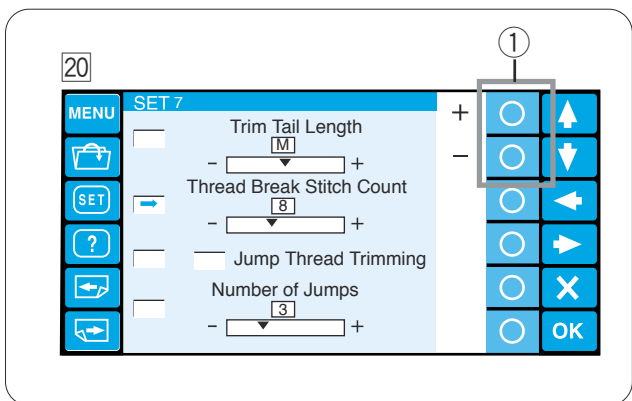 ①
20
MENU
SET 7
+
Trim Tail Length
M
- +
−
SET
Thread Break Stitch Count
8
- +
?
Jump Thread Trimming
Number of Jumps
3
- +
X
OK